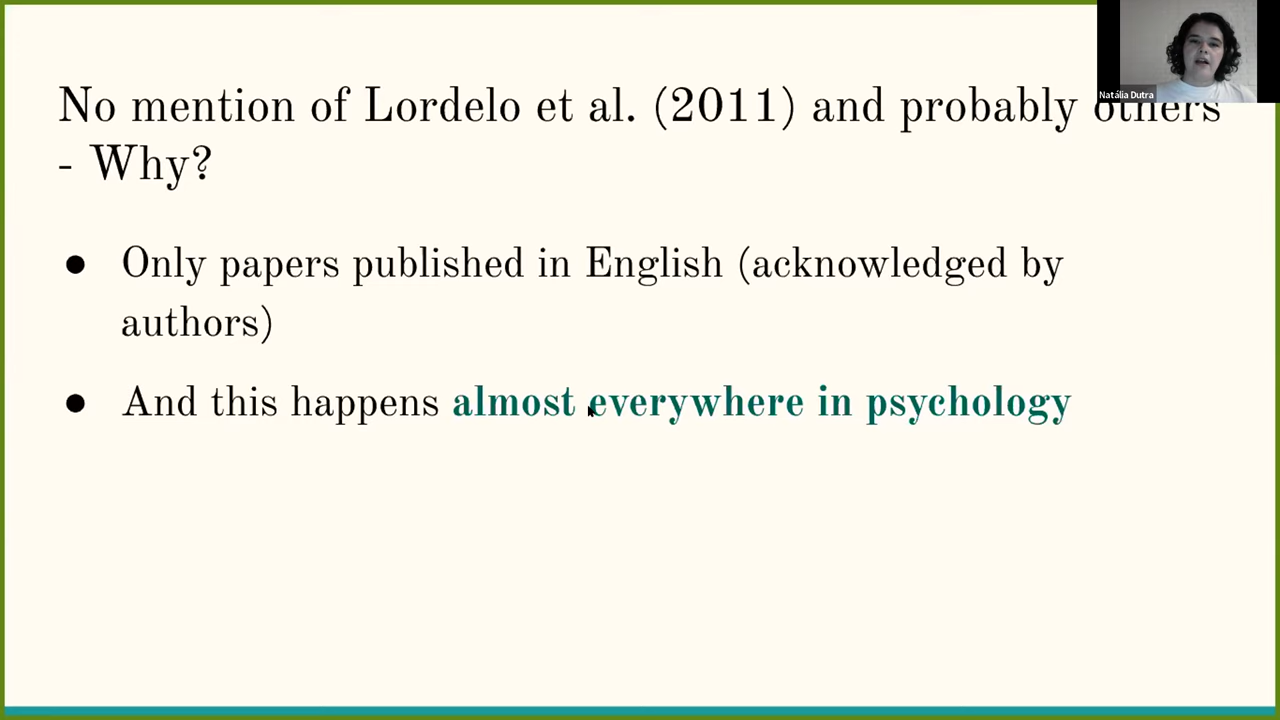 No mention of Lordelo et al. (2011) and probably others
- Why?
● Only papers published in English (acknowledged by
authors)
● And this happens almost everywhere in psychology
Natália Dutra